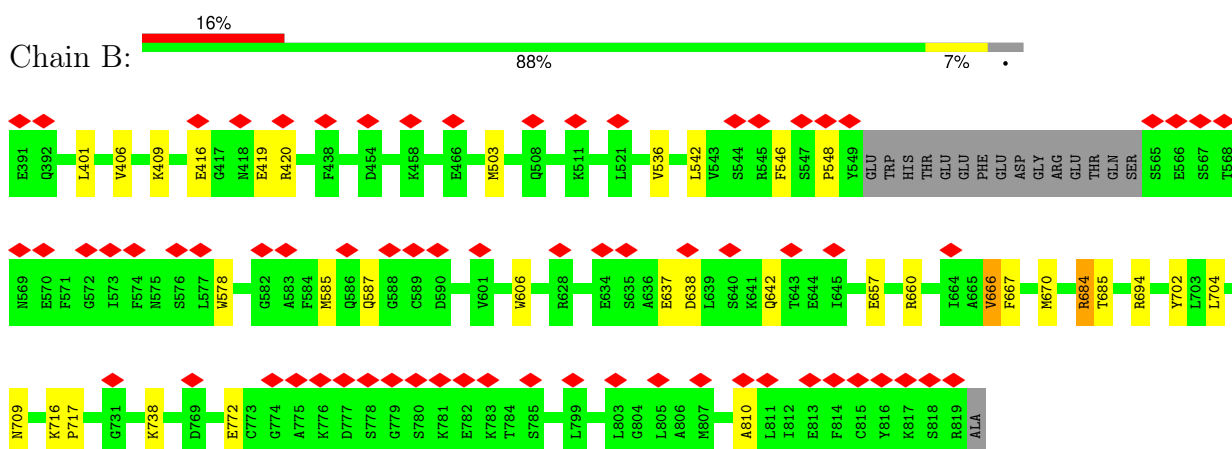 16%
Chain B:
88% 7% •
E391 Q392 L401 V406 K409 E416 G417 N418 E419 R420 F438 D454 K458 E466 M503 Q508 K511 L521 V536 L542 V543 S544 R545 F546 S547 P548 Y549 GLU TRP HIS THR GLU GLU PHE GLU ASP GLY ARG GLU THR GLN SER S565 E566 S567 T568
N569 E570 F571 G572 I573 F574 N575 S576 L577 W578 G582 A583 F584 M585 Q586 Q587 G588 C589 D590 V601 W606 R628 E634 S635 A636 E637 D638 L639 S640 K641 Q642 T643 E644 I645 E657 R660 I664 A665 V666 F667 M670 R684 T685 R694 Y702 L703 L704
N709 K716 P717 G731 K738 D769 E772 C773 G774 A775 K776 D777 S778 G779 S780 K781 E782 K783 T784 S785 L799 L803 G804 L805 A806 M807 A810 L811 I812 E813 F814 C815 Y816 K817 S818 R819 ALA